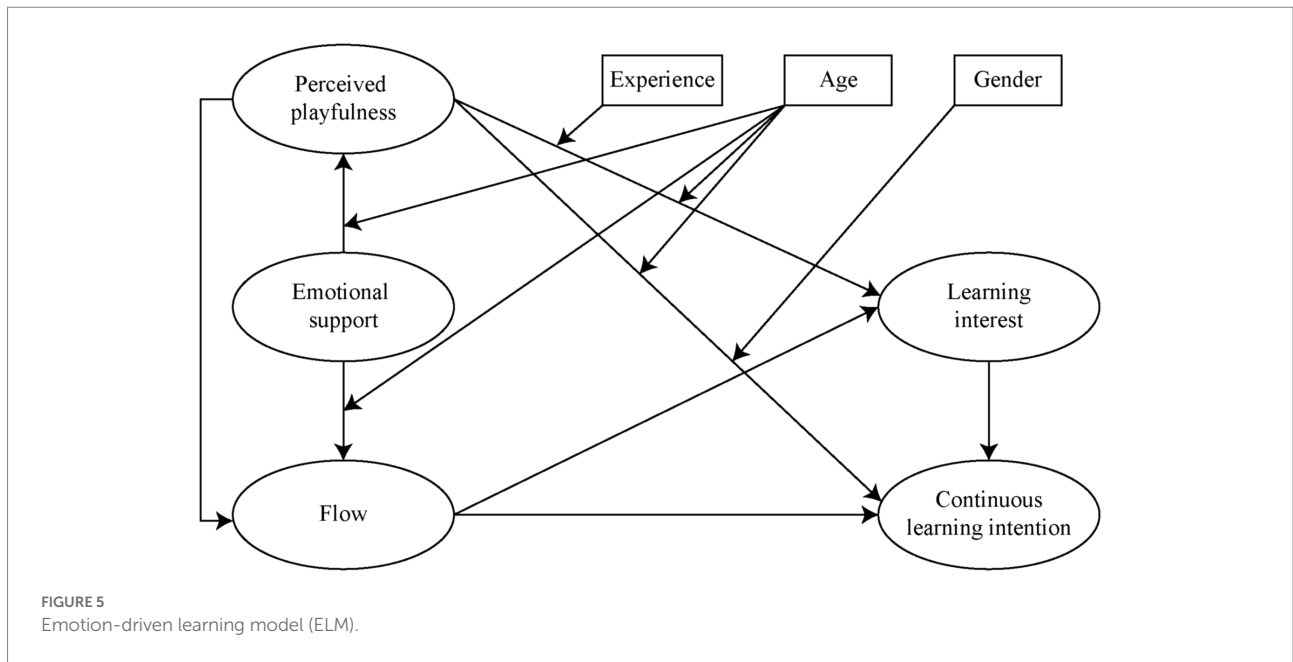 Perceived
playfulness
Experience
Age
Gender
Emotional
support
Learning
interest
Flow
Continuous
learning intention
FIGURE 5
Emotion-driven learning model (ELM).